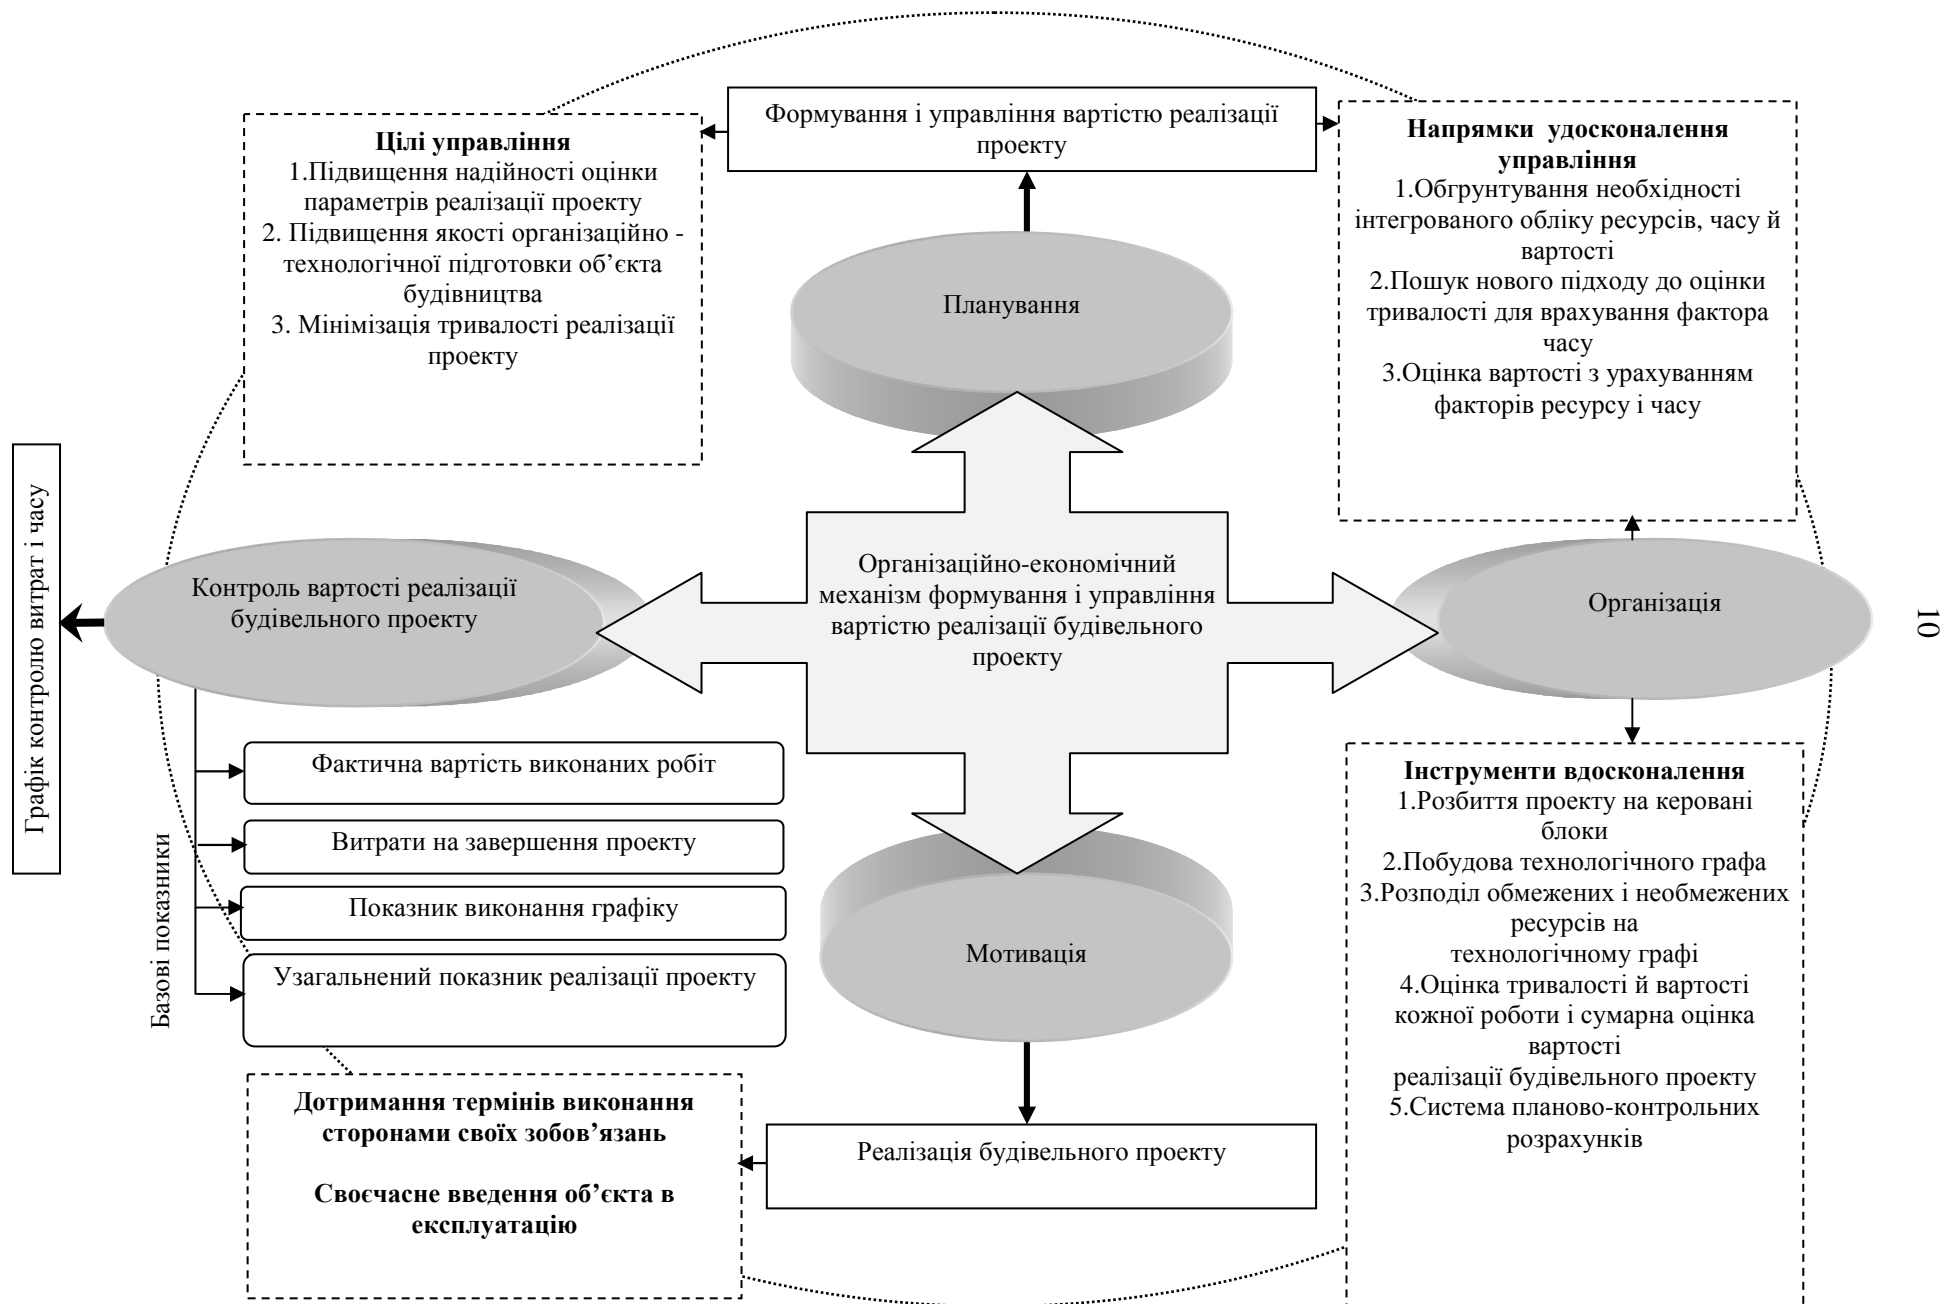 Формування і управління вартістю реалізації
проекту
Цілі управління
1.Підвищення надійності оцінки
параметрів реалізації проекту
2. Підвищення якості організаційно -
технологічної підготовки об’єкта
будівництва
3. Мінімізація тривалості реалізації
проекту
Напрямки  удосконалення
управління
1.Обгрунтування необхідності
інтегрованого обліку ресурсів, часу й
вартості
2.Пошук нового підходу до оцінки
тривалості для врахування фактора
часу
3.Оцінка вартості з урахуванням
факторів ресурсу і часу
Планування
Графік контролю витрат і часу
Контроль вартості реалізації
будівельного проекту
Організаційно-економічний
механізм формування і управління
вартістю реалізації будівельного
проекту
Організація
10
Базові показники
Фактична вартість виконаних робіт
Витрати на завершення проекту
Показник виконання графіку
Узагальнений показник реалізації проекту
Мотивація
Інструменти вдосконалення
1.Розбиття проекту на керовані
блоки
2.Побудова технологічного графа
3.Розподіл обмежених і необмежених
ресурсів на
технологічному графі
4.Оцінка тривалості й вартості
кожної роботи і сумарна оцінка
вартості
реалізації будівельного проекту
5.Система планово-контрольних
розрахунків
Дотримання термінів виконання
сторонами своїх зобов’язань
Своєчасне введення об’єкта в
експлуатацію
Реалізація будівельного проекту